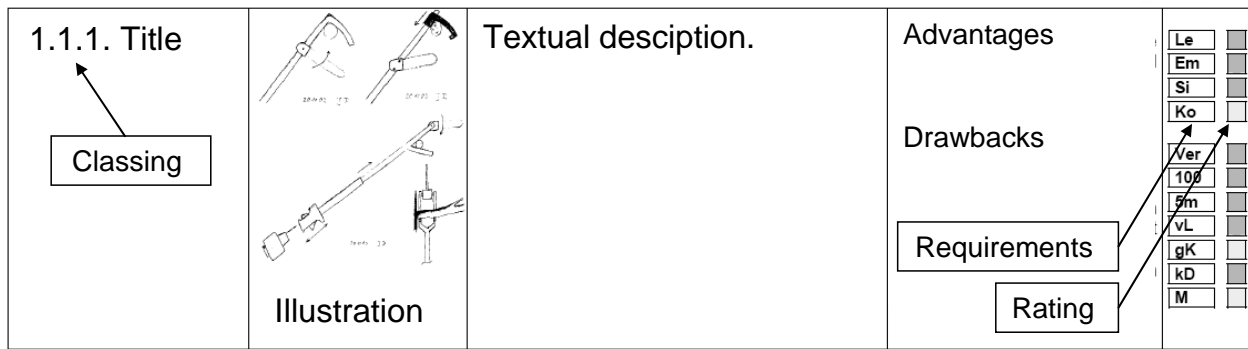 1.1.1. Title
Classing
Illustration
Textual desciption.
Advantages
Drawbacks
Requirements
Rating
Le
Em
Si
Ko
Ver
100
5m
vL
gK
kD
M